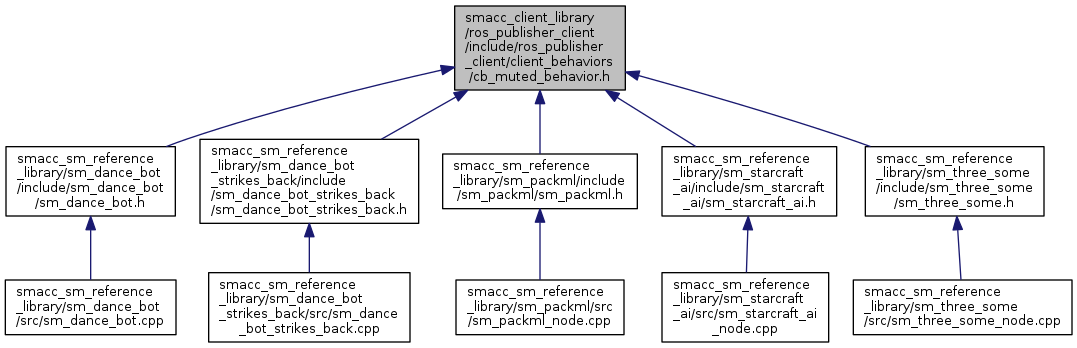 smacc_client_library
/ros_publisher_client
/include/ros_publisher
_client/client_behaviors
/cb_muted_behavior.h
smacc_sm_reference
_library/sm_dance_bot
/include/sm_dance_bot
/sm_dance_bot.h
smacc_sm_reference
_library/sm_dance_bot
_strikes_back/include
/sm_dance_bot_strikes_back
/sm_dance_bot_strikes_back.h
smacc_sm_reference
_library/sm_packml/include
/sm_packml/sm_packml.h
smacc_sm_reference
_library/sm_starcraft
_ai/include/sm_starcraft
_ai/sm_starcraft_ai.h
smacc_sm_reference
_library/sm_three_some
/include/sm_three_some
/sm_three_some.h
smacc_sm_reference
_library/sm_dance_bot
/src/sm_dance_bot.cpp
smacc_sm_reference
_library/sm_dance_bot
_strikes_back/src/sm_dance
_bot_strikes_back.cpp
smacc_sm_reference
_library/sm_packml/src
/sm_packml_node.cpp
smacc_sm_reference
_library/sm_starcraft
_ai/src/sm_starcraft_ai
_node.cpp
smacc_sm_reference
_library/sm_three_some
/src/sm_three_some_node.cpp